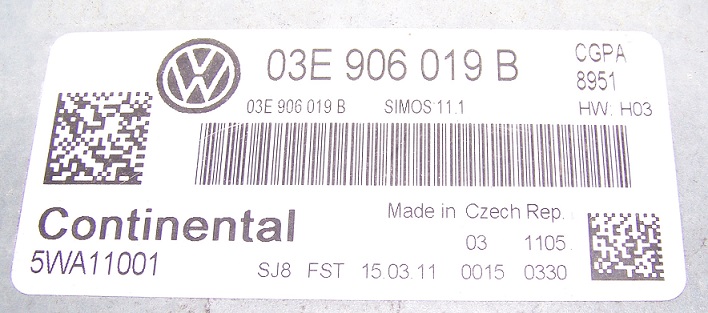 VW 03E 906 019 B CGPA
8951
03E 906 019 B SIMOS 11.1 HW: H03
Continental Made in Czech Rep.
5WA11001 03 1105
SJ8 FST 15.03.11 0015 0330